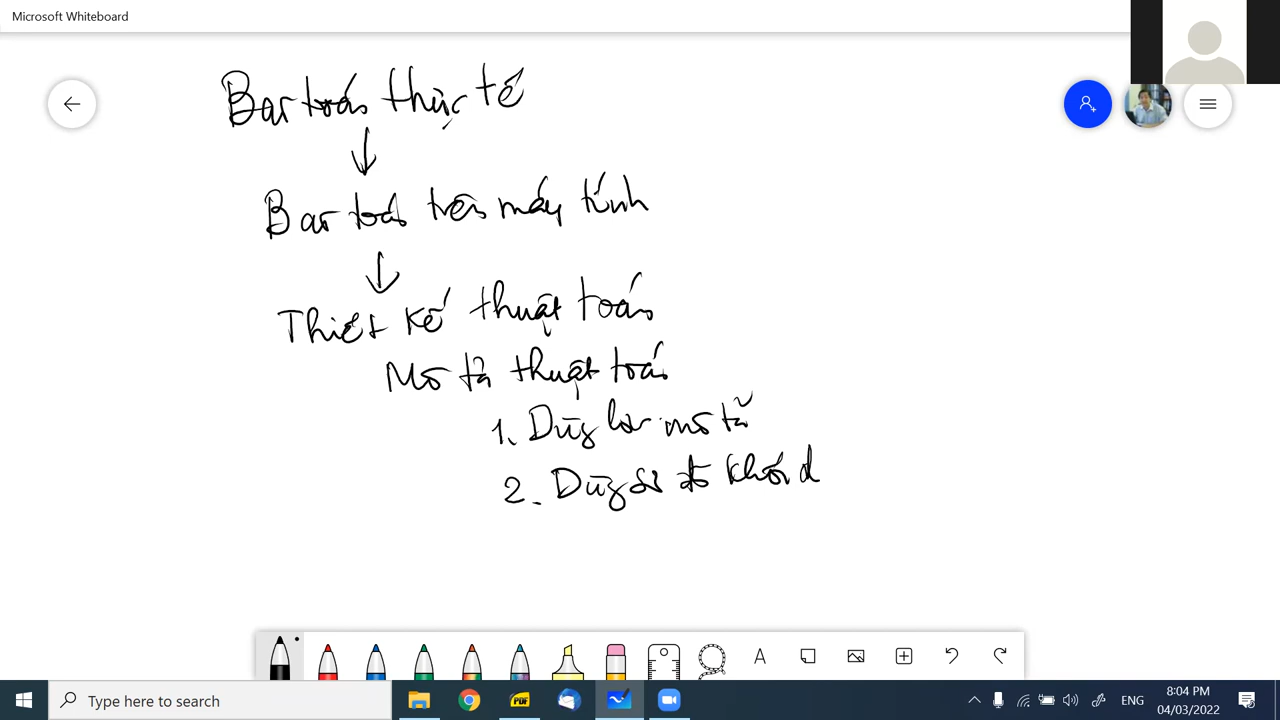 Microsoft Whiteboard
Bài toán thực tế
↓
Bài toán trên máy tính
↓
Thiết kế thuật toán
Mô tả thuật toán
1. Dùng lời mô tả
2. Dùng sơ đồ khối d
A
Type here to search
PDF
ENG
8:04 PM
04/03/2022